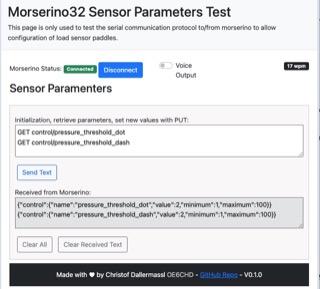 Morserino32 Sensor Parameters Test
This page is only used to test the serial communication protocol to/from morserino to allow
configuration of load sensor paddles.
Morserino Status: Connected Disconnect Voice Output 17 wpm
Sensor Paramenters
Initialization, retrieve parameters, set new values with PUT:
GET control/pressure_threshold_dot
GET control/pressure_threshold_dash
Send Text
Received from Morserino:
{"control":{"name":"pressure_threshold_dot","value":2,"minimum":1,"maximum":100}}
{"control":{"name":"pressure_threshold_dash","value":2,"minimum":1,"maximum":100}}
Clear All Clear Received Text
Made with ♥ by Christof Dallermassl OE6CHD - GitHub Repo - V0.1.0